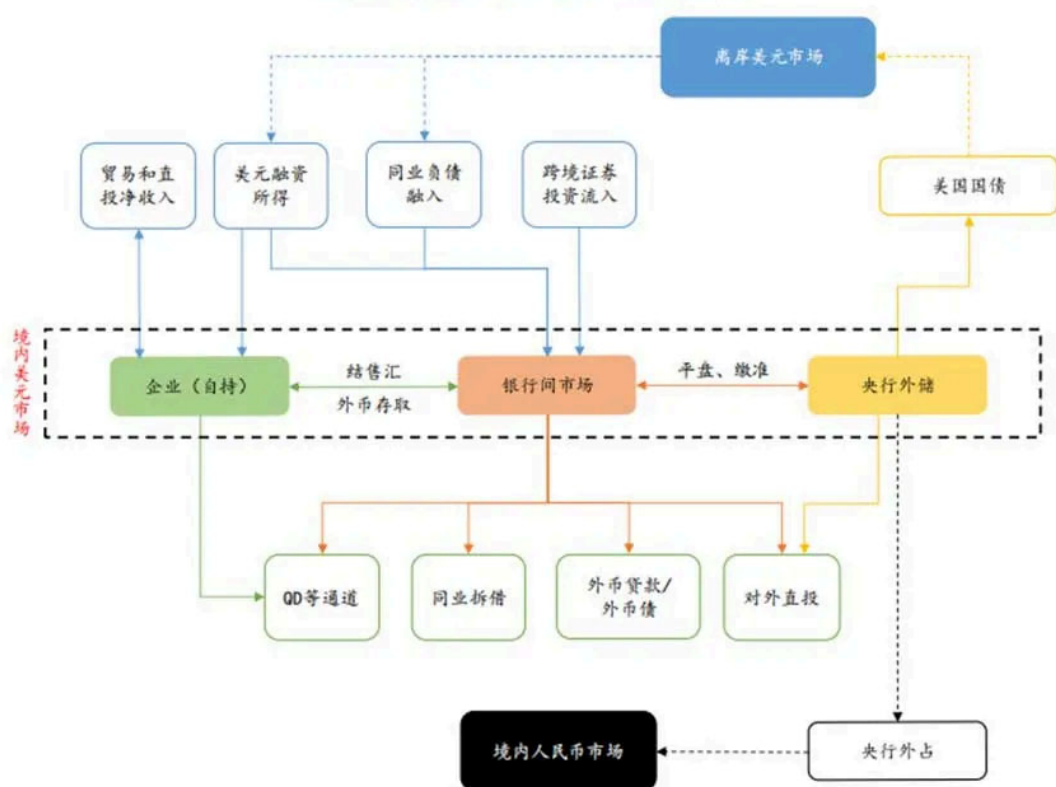 离岸美元市场
贸易和直
投净收入
美元融资
所得
同业负债
融入
跨境证券
投资流入
美国国债
境内美元市场
企业（自持）
结售汇
外币存取
银行间市场
平盘、缴准
央行外储
QD等通道
同业拆借
外币贷款/
外币债
对外直投
境内人民币市场
央行外占